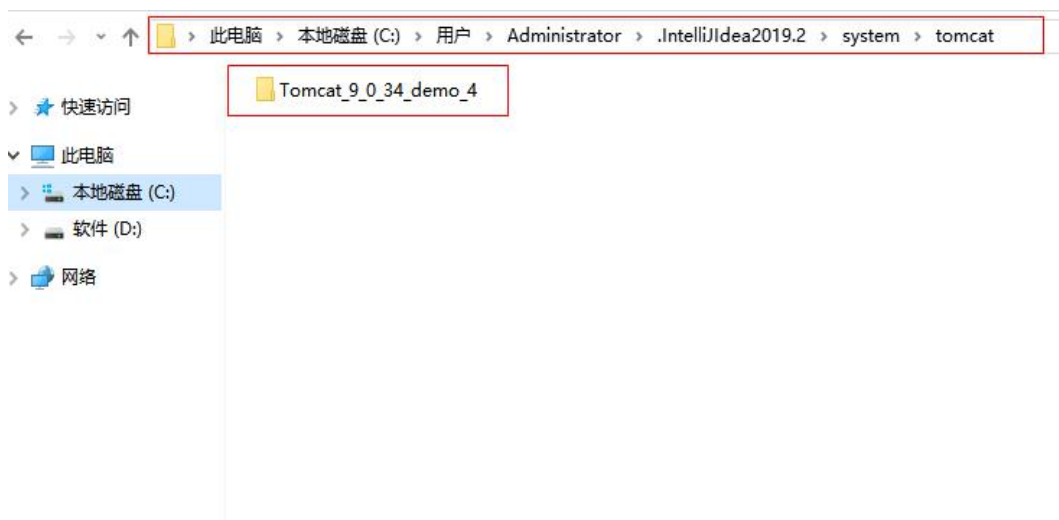 此电脑 > 本地磁盘 (C:) > 用户 > Administrator > .IntelliJIdea2019.2 > system > tomcat
Tomcat_9_0_34_demo_4
快速访问
此电脑
本地磁盘 (C:)
软件 (D:)
网络